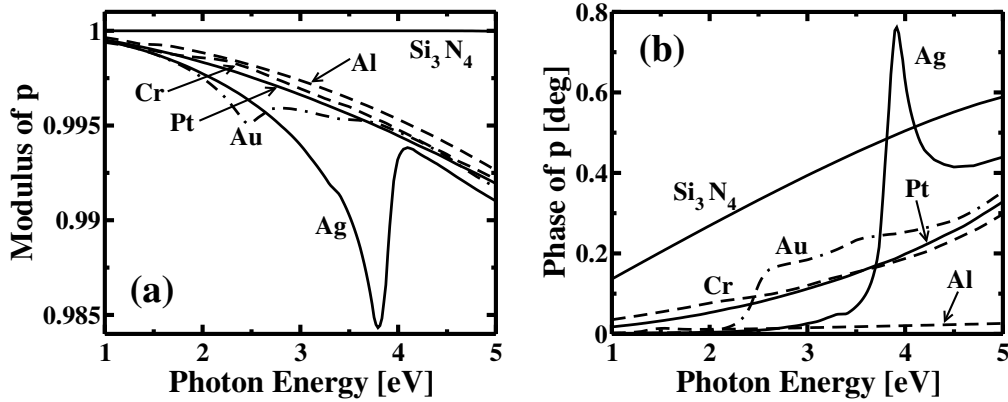 1
0.995
0.99
0.985
Modulus of p
Si3N4
Al
Cr
Pt
Au
Ag
(a)
1 2 3 4 5
Photon Energy [eV]
0.8
0.6
0.4
0.2
0
Phase of p [deg]
(b)
Ag
Si3N4
Pt
Au
Cr
Al
1 2 3 4 5
Photon Energy [eV]